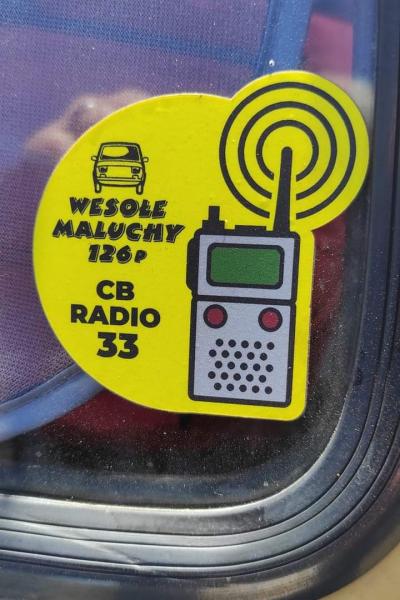 WESOŁE
MALUCHY
126p
CB
RADIO
33